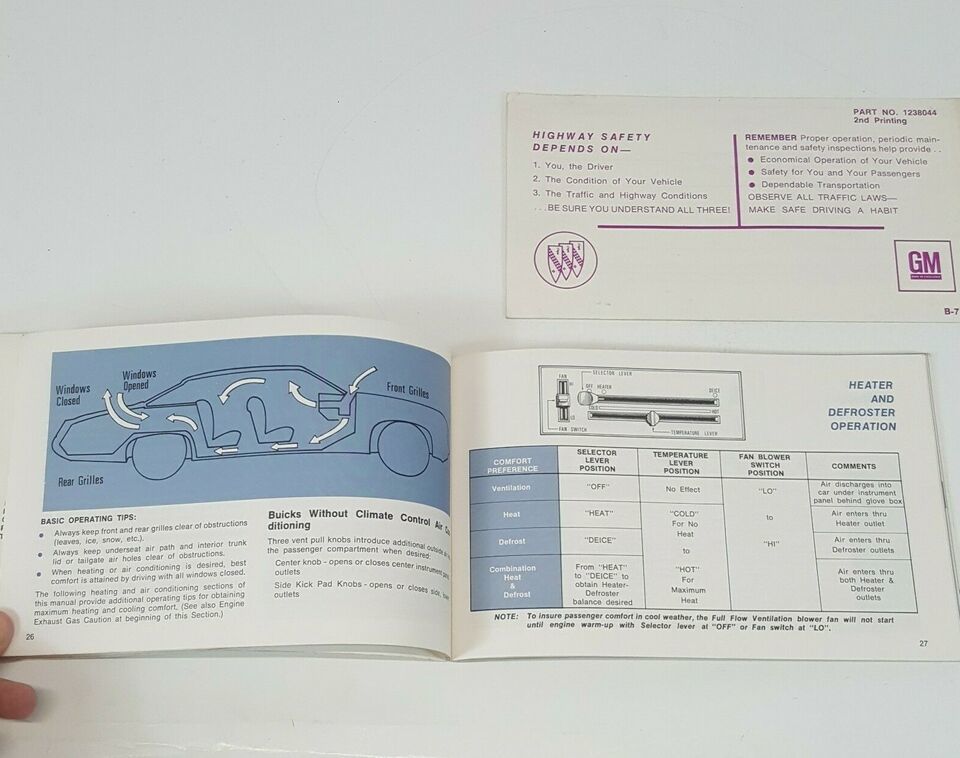 PART NO. 1238044
2nd Printing
HIGHWAY SAFETY
DEPENDS ON—
1. You, the Driver
2. The Condition of Your Vehicle
3. The Traffic and Highway Conditions
. . . BE SURE YOU UNDERSTAND ALL THREE!
REMEMBER Proper operation, periodic main-
tenance and safety inspections help provide . .
● Economical Operation of Your Vehicle
● Safety for You and Your Passengers
● Dependable Transportation
OBSERVE ALL TRAFFIC LAWS—
MAKE SAFE DRIVING A HABIT
GM
B-7
Windows
Closed
Windows
Opened
Front Grilles
Rear Grilles
BASIC OPERATING TIPS:
● Always keep front and rear grilles clear of obstructions
(leaves, ice, snow, etc.).
● Always keep underseat air path and interior trunk
lid or tailgate air holes clear of obstructions.
● When heating or air conditioning is desired, best
comfort is attained by driving with all windows closed.
The following heating and air conditioning sections of
this manual provide additional operating tips for obtaining
maximum heating and cooling comfort. (See also Engine
Exhaust Gas Caution at beginning of this Section.)
26
Buicks Without Climate Control Air
ditioning
Three vent pull knobs introduce additional outside
the passenger compartment when desired:
Center knob - opens or closes center instrument
outlets
Side Kick Pad Knobs - opens or closes side,
outlets
SELECTOR LEVER
FAN
HI
OFF HEATER
DEICE
COLD
HOT
LO
FAN SWITCH
TEMPERATURE LEVER
HEATER
AND
DEFROSTER
OPERATION
COMFORT
PREFERENCE
SELECTOR
LEVER
POSITION
TEMPERATURE
LEVER
POSITION
FAN BLOWER
SWITCH
POSITION
COMMENTS
Ventilation
"OFF"
No Effect
"LO"
Air discharges into
car under instrument
panel behind glove box
Heat
"HEAT"
"COLD"
For No
Heat
to
Air enters thru
Heater outlet
Defrost
"DEICE"
to
"HI"
Air enters thru
Defroster outlets
Combination
Heat
&
Defrost
From "HEAT"
to "DEICE" to
obtain Heater-
Defroster
balance desired
"HOT"
For
Maximum
Heat
Air enters thru
both Heater &
Defroster
outlets
NOTE: To insure passenger comfort in cool weather, the Full Flow Ventilation blower fan will not start
until engine warm-up with Selector lever at "OFF" or Fan switch at "LO".
27